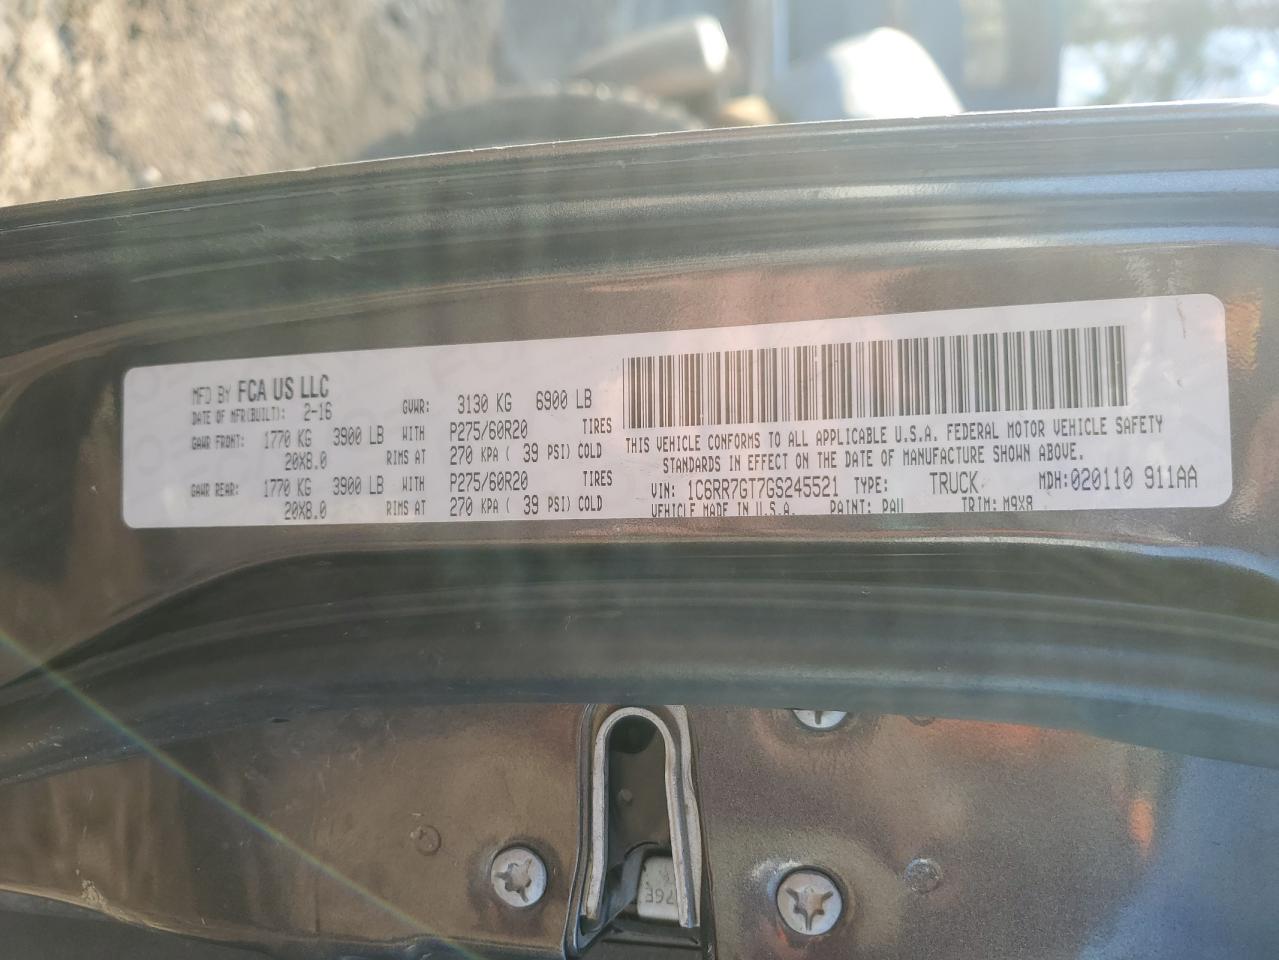 MFD BY FCA US LLC
DATE OF MFR(BUILT): 2-16 GVWR: 3130 KG 6900 LB
GAWR FRONT: 1770 KG 3900 LB WITH P275/60R20 TIRES
20X8.0 RIMS AT 270 KPA ( 39 PSI) COLD
GAWR REAR: 1770 KG 3900 LB WITH P275/60R20 TIRES
20X8.0 RIMS AT 270 KPA ( 39 PSI) COLD
THIS VEHICLE CONFORMS TO ALL APPLICABLE U.S.A. FEDERAL MOTOR VEHICLE SAFETY
STANDARDS IN EFFECT ON THE DATE OF MANUFACTURE SHOWN ABOVE.
VIN: 1C6RR7GT7GS245521 TYPE: TRUCK MDH:020110 911AA
VEHICLE MADE IN U.S.A. PAINT: PAU TRIM: M9X8